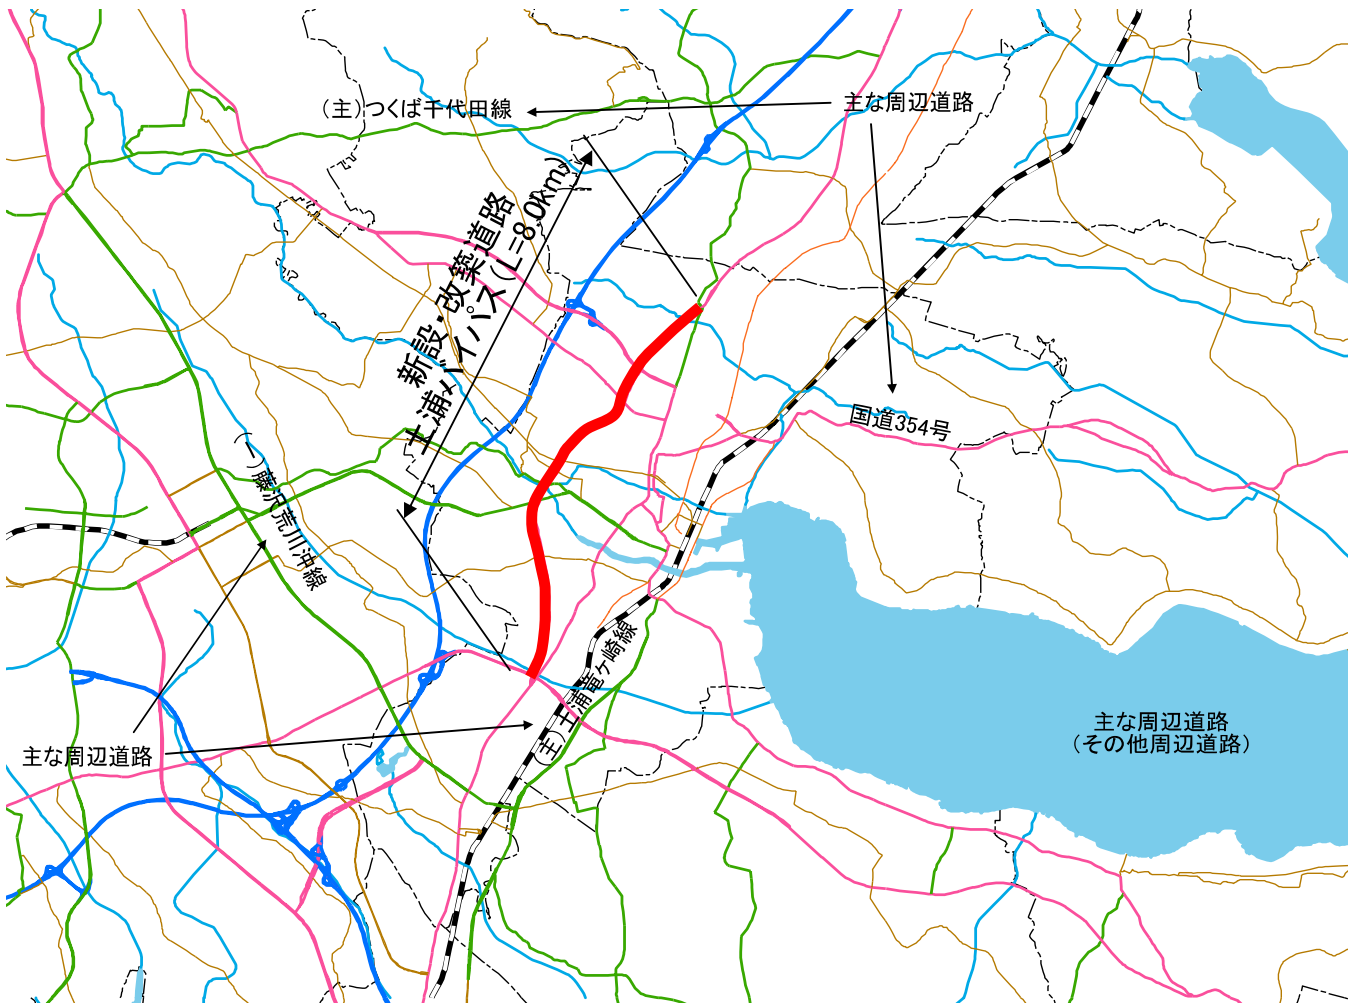 (主)つくば千代田線
主な周辺道路
新設・改築道路
土浦バイパス(L=8.0km)
国道354号
(一)藤沢荒川沖線
(主)土浦竜ケ崎線
主な周辺道路
主な周辺道路
(その他周辺道路)